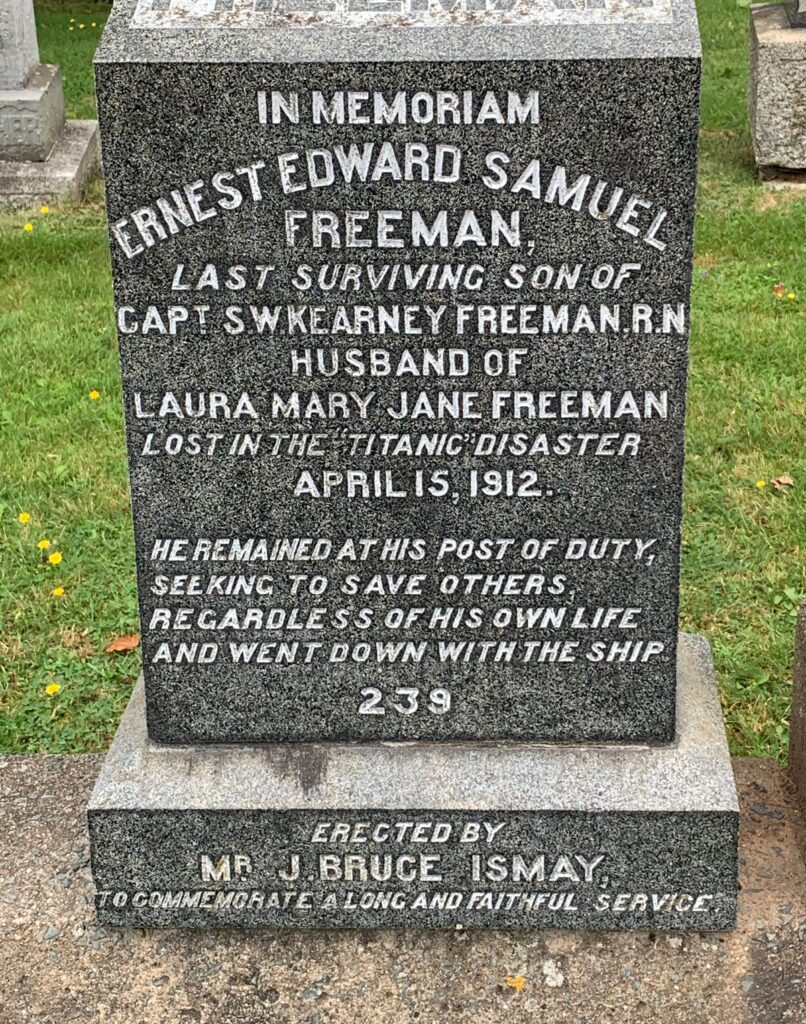 FREEMAN
IN MEMORIAM
ERNEST EDWARD SAMUEL
FREEMAN,
LAST SURVIVING SON OF
CAPT S.W. KEARNEY FREEMAN. R.N
HUSBAND OF
LAURA MARY JANE FREEMAN
LOST IN THE "TITANIC" DISASTER
APRIL 15, 1912.
HE REMAINED AT HIS POST OF DUTY,
SEEKING TO SAVE OTHERS,
REGARDLESS OF HIS OWN LIFE
AND WENT DOWN WITH THE SHIP.
239
ERECTED BY
MR J. BRUCE ISMAY,
TO COMMEMORATE A LONG AND FAITHFUL SERVICE.